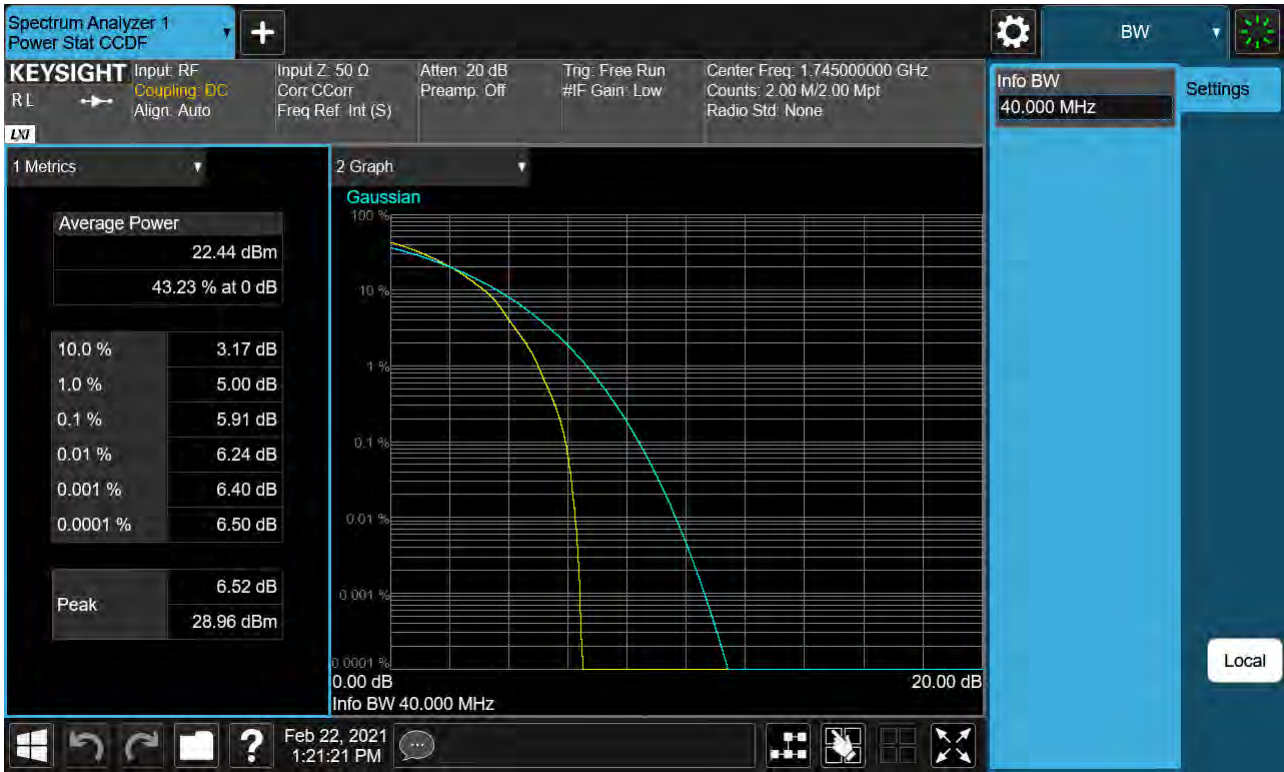 Spectrum Analyzer 1
Power Stat CCDF
BW
KEYSIGHT
RL
LXI
Input: RF
Coupling: DC
Align: Auto
Input Z: 50 Ω
Corr CCorr
Freq Ref: Int (S)
Atten: 20 dB
Preamp: Off
Trig: Free Run
#IF Gain: Low
Center Freq: 1.745000000 GHz
Counts: 2.00 M/2.00 Mpt
Radio Std: None
Info BW
40.000 MHz
Settings
1 Metrics
Average Power
22.44 dBm
43.23 % at 0 dB
10.0 % 3.17 dB
1.0 % 5.00 dB
0.1 % 5.91 dB
0.01 % 6.24 dB
0.001 % 6.40 dB
0.0001 % 6.50 dB
Peak
6.52 dB
28.96 dBm
2 Graph
Gaussian
100 %
10 %
1 %
0.1 %
0.01 %
0.001 %
0.0001 %
0.00 dB 20.00 dB
Info BW 40.000 MHz
Local
?
Feb 22, 2021
1:21:21 PM